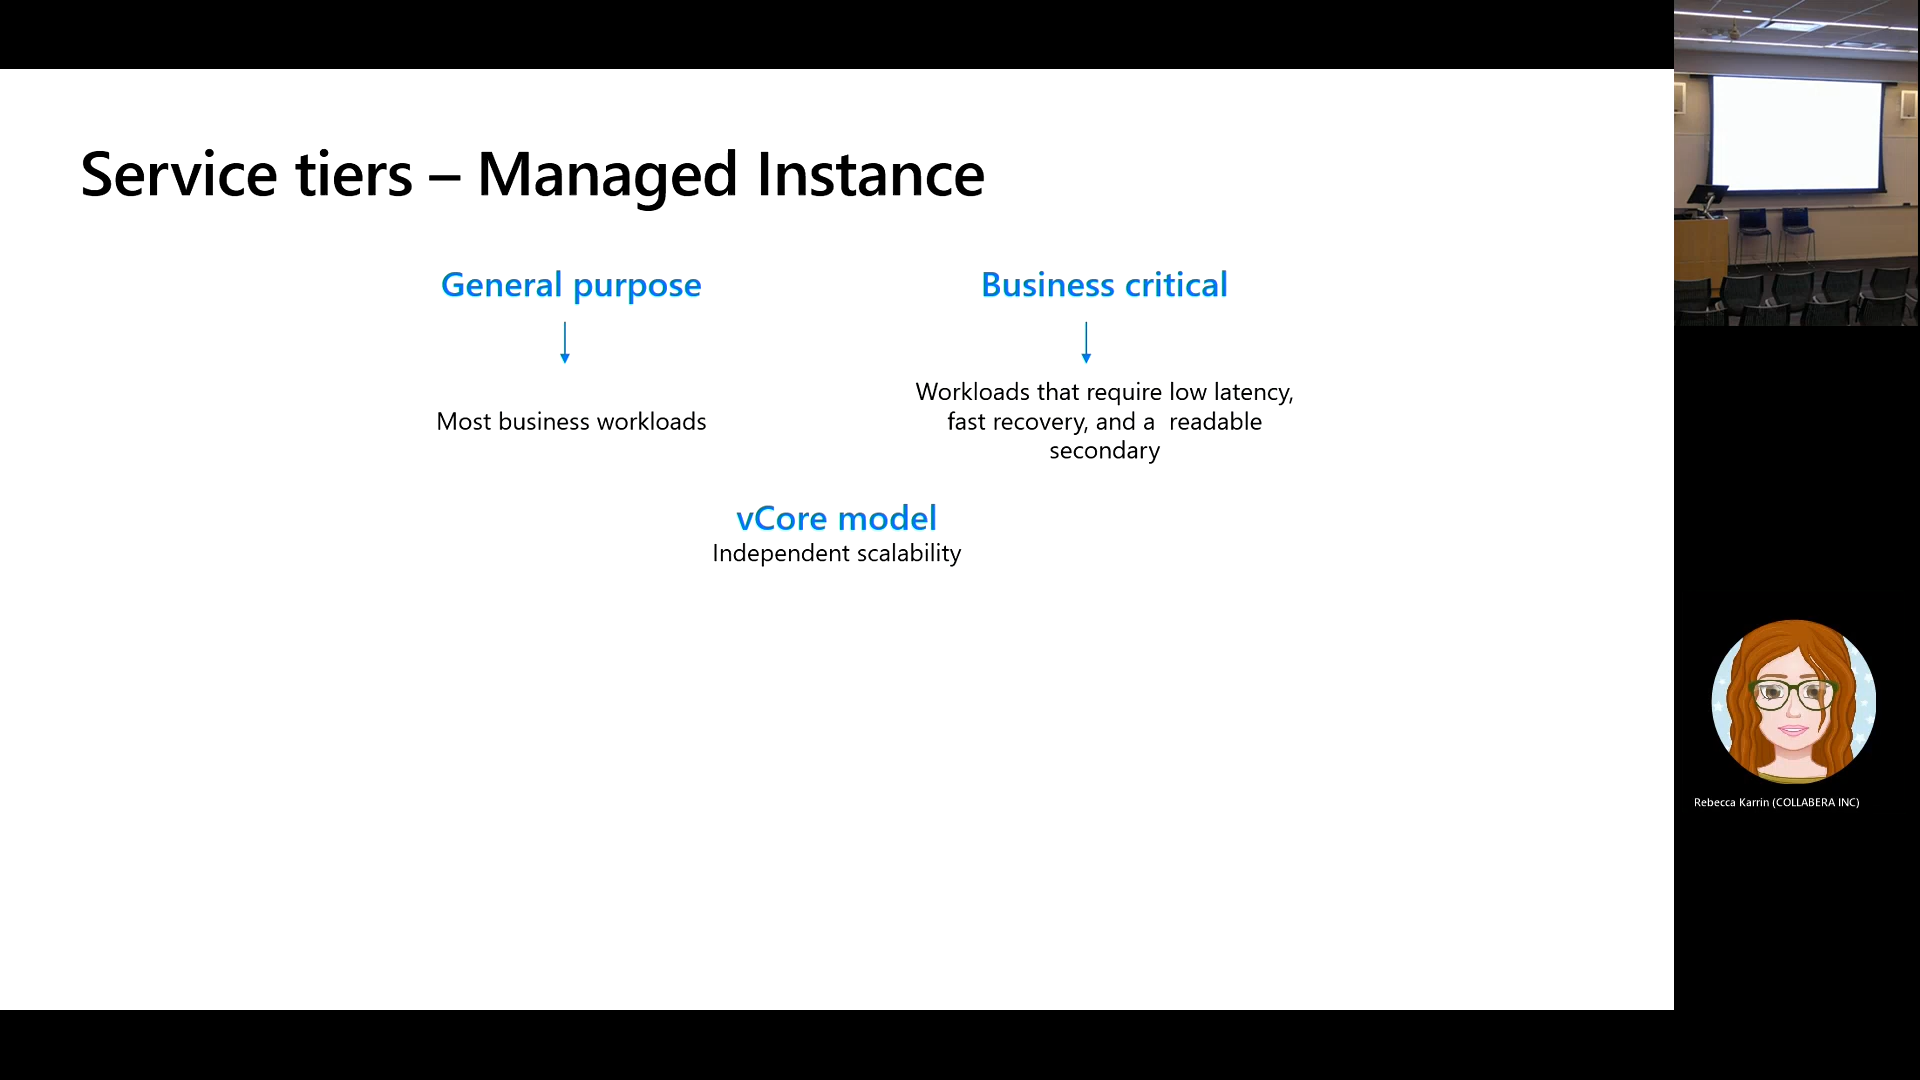 Service tiers – Managed Instance
General purpose
Most business workloads
Business critical
Workloads that require low latency,
fast recovery, and a  readable
secondary
vCore model
Independent scalability
Rebecca Karrin (COLLABERA INC)